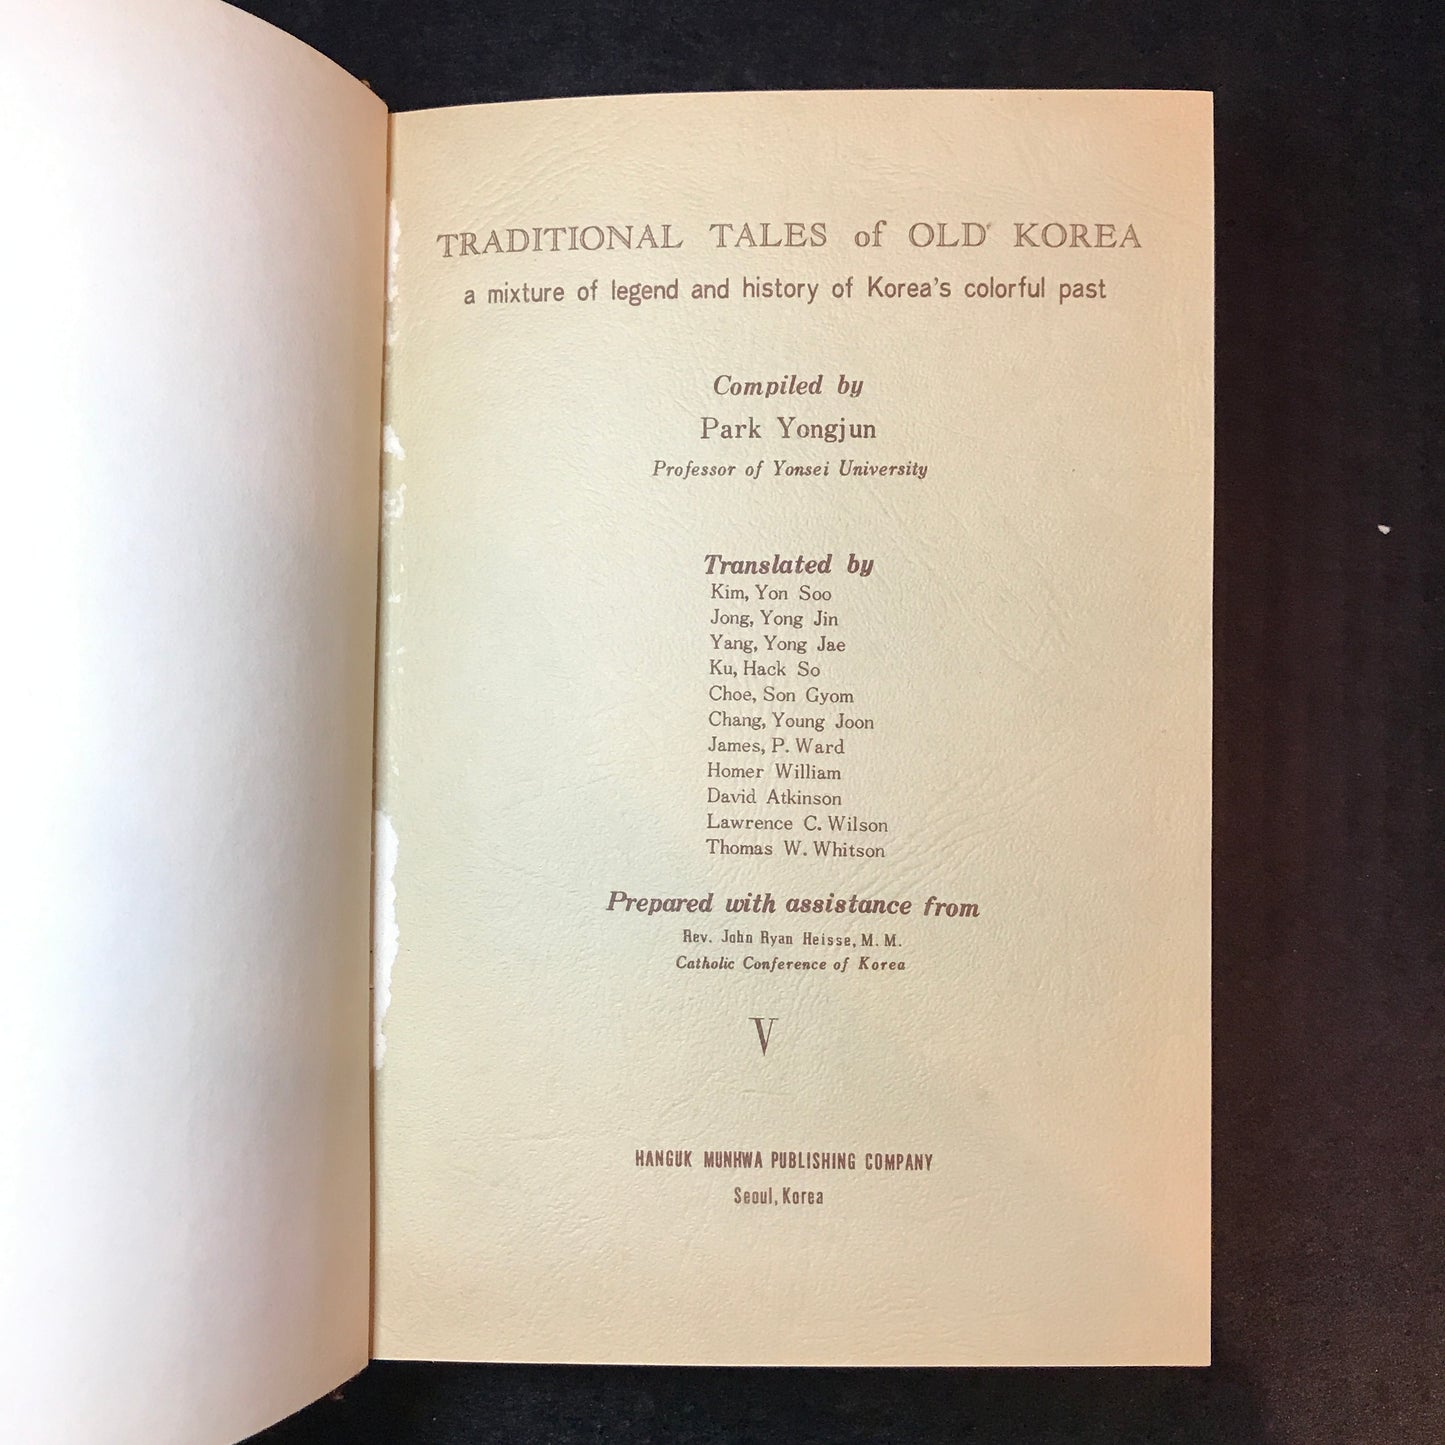 TRADITIONAL TALES of OLD KOREA
a mixture of legend and history of Korea's colorful past
Compiled by
Park Yongjun
Professor of Yonsei University
Translated by
Kim, Yon Soo
Jong, Yong Jin
Yang, Yong Jae
Ku, Hack So
Choe, Son Gyom
Chang, Young Joon
James, P. Ward
Homer William
David Atkinson
Lawrence C. Wilson
Thomas W. Whitson
Prepared with assistance from
Rev. John Ryan Heisse, M. M.
Catholic Conference of Korea
V
HANGUK MUNHWA PUBLISHING COMPANY
Seoul, Korea